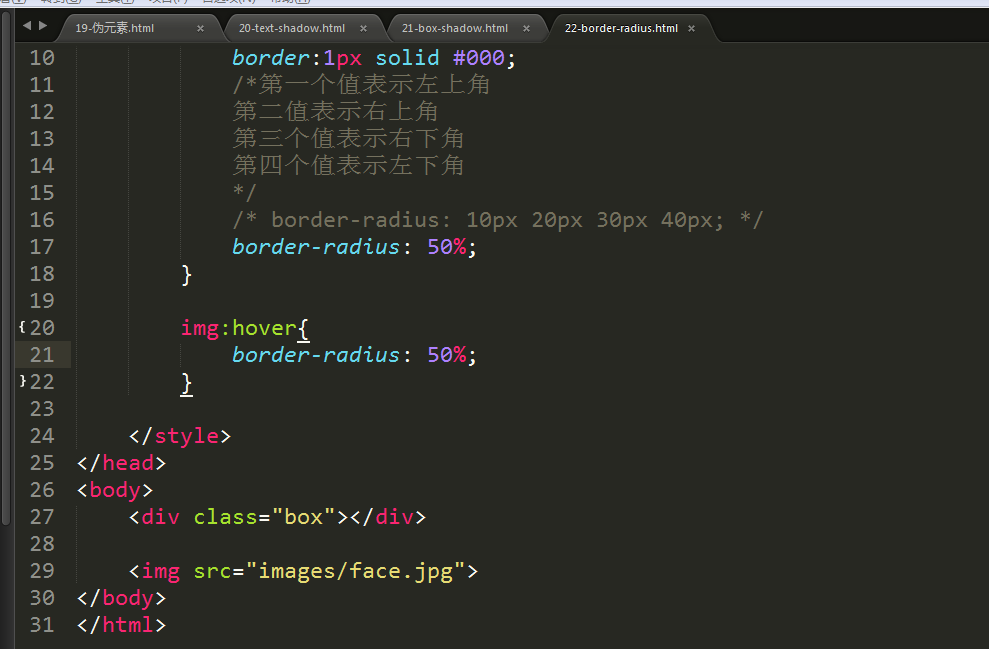 19-伪元素.html × 20-text-shadow.html × 21-box-shadow.html × 22-border-radius.html ×
10 border:1px solid #000;
11 /*第一个值表示左上角
12 第二值表示右上角
13 第三个值表示右下角
14 第四个值表示左下角
15 */
16 /* border-radius: 10px 20px 30px 40px; */
17 border-radius: 50%;
18 }
19
{ 20 img:hover{
21 border-radius: 50%;
} 22 }
23
24 </style>
25 </head>
26 <body>
27 <div class="box"></div>
28
29 <img src="images/face.jpg">
30 </body>
31 </html>